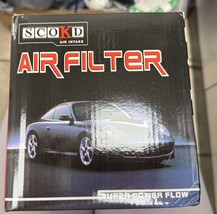 SCOKD
AIR INTAKE
AIR FILTER
SUPER POWER FLOW